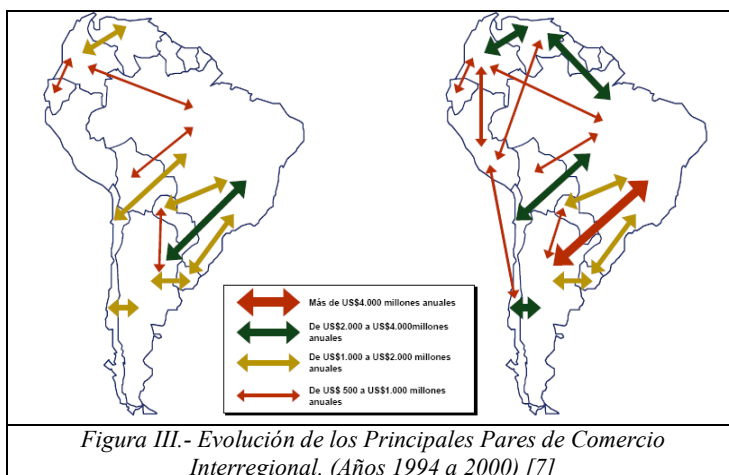 Más de US$4.000 millones anuales
De US$2.000 a US$4.000millones
anuales
De US$1.000 a US$2.000 millones
anuales
De US$ 500 a US$1.000 millones
anuales
Figura III.- Evolución de los Principales Pares de Comercio
Interregional. (Años 1994 a 2000) [7]